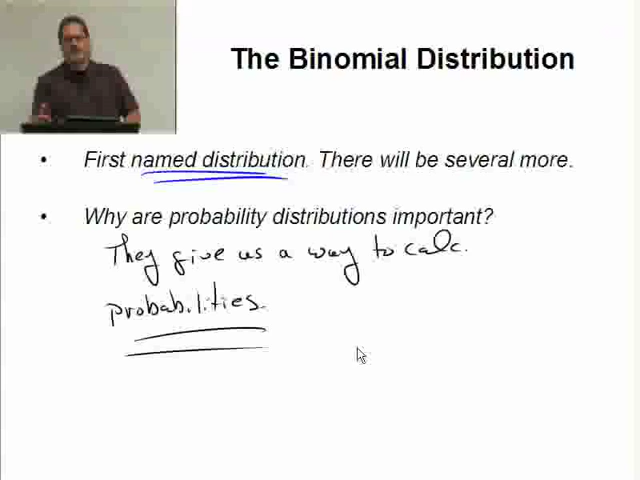 The Binomial Distribution
• First named distribution. There will be several more.
• Why are probability distributions important?
They give us a way to calc.
probabilities.